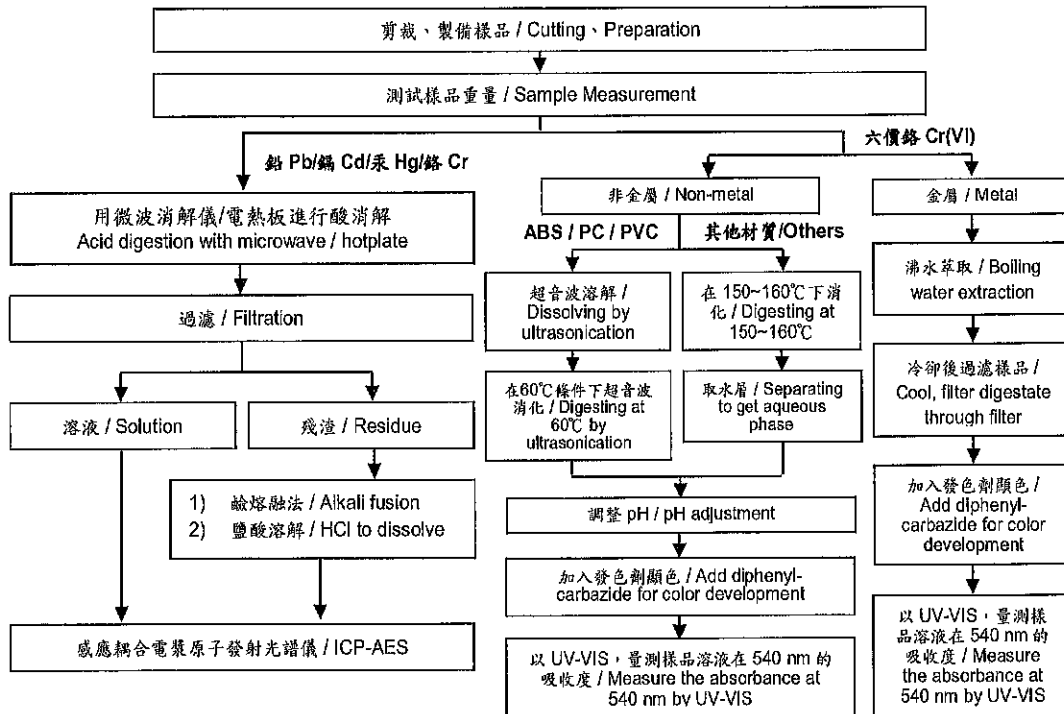 剪裁、製備樣品 / Cutting、Preparation
測試樣品重量 / Sample Measurement
鉛 Pb/鎘 Cd/汞 Hg/鉻 Cr
六價鉻 Cr(VI)
用微波消解儀/電熱板進行酸消解
Acid digestion with microwave / hotplate
過濾 / Filtration
溶液 / Solution
殘渣 / Residue
1) 鹼熔融法 / Alkali fusion
2) 鹽酸溶解 / HCl to dissolve
感應耦合電漿原子發射光譜儀 / ICP-AES
非金屬 / Non-metal
ABS / PC / PVC
其他材質/Others
超音波溶解 /
Dissolving by
ultrasonication
在60℃條件下超音波
消化 / Digesting at
60℃ by
ultrasonication
在 150~160℃下消
化 / Digesting at
150~160℃
取水層 / Separating
to get aqueous
phase
調整 pH / pH adjustment
加入發色劑顯色 / Add diphenyl-
carbazide for color development
以 UV-VIS，量測樣品溶液在 540 nm 的
吸收度 / Measure the absorbance at
540 nm by UV-VIS
金屬 / Metal
沸水萃取 / Boiling
water extraction
冷卻後過濾樣品 /
Cool, filter digestate
through filter
加入發色劑顯色 /
Add diphenyl-
carbazide for color
development
以 UV-VIS，量測樣
品溶液在 540 nm 的
吸收度 / Measure
the absorbance at
540 nm by UV-VIS